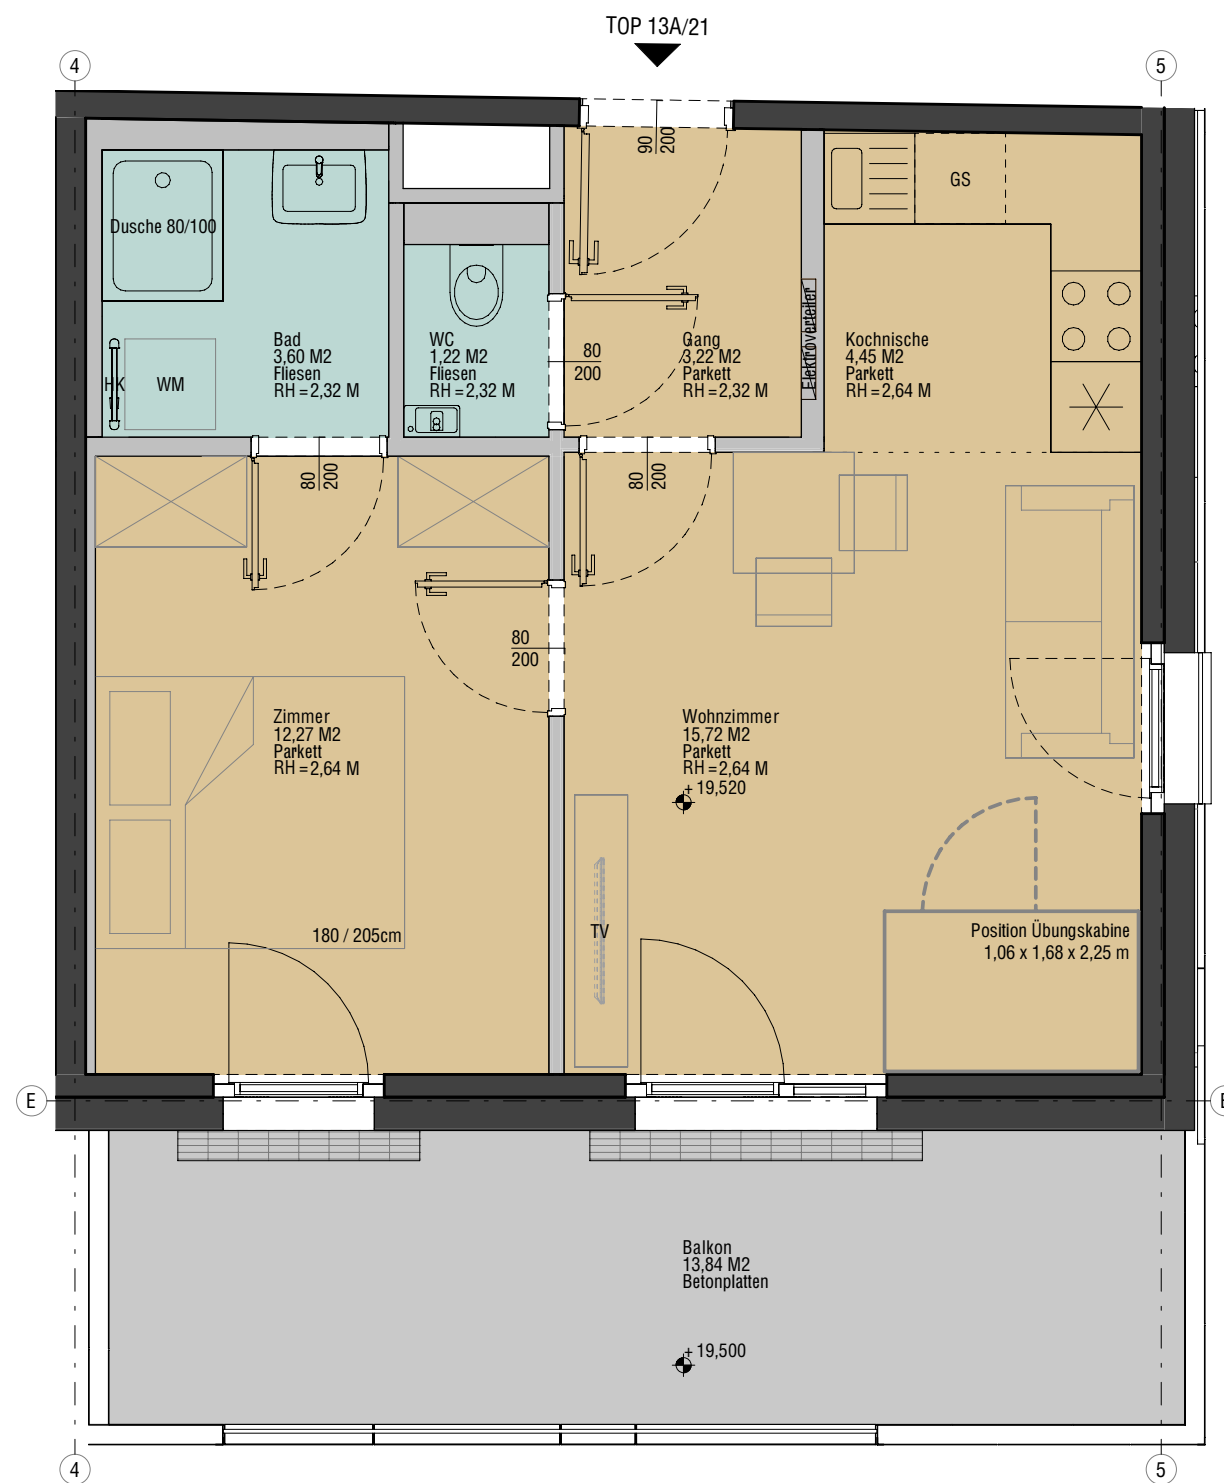 TOP 13A/21
4
5
90
200
GS
Dusche 80/100
Elektroverteiler
Bad
3,60 M2
Fliesen
RH = 2,32 M
WC
1,22 M2
Fliesen
RH = 2,32 M
80
200
Gang
3,22 M2
Parkett
RH = 2,32 M
Kochnische
4,45 M2
Parkett
RH = 2,64 M
HK
WM
80
200
80
200
80
200
Zimmer
12,27 M2
Parkett
RH = 2,64 M
Wohnzimmer
15,72 M2
Parkett
RH = 2,64 M
+ 19,520
180 / 205cm
TV
Position Übungskabine
1,06 x 1,68 x 2,25 m
E
E
Balkon
13,84 M2
Betonplatten
+ 19,500
4
5